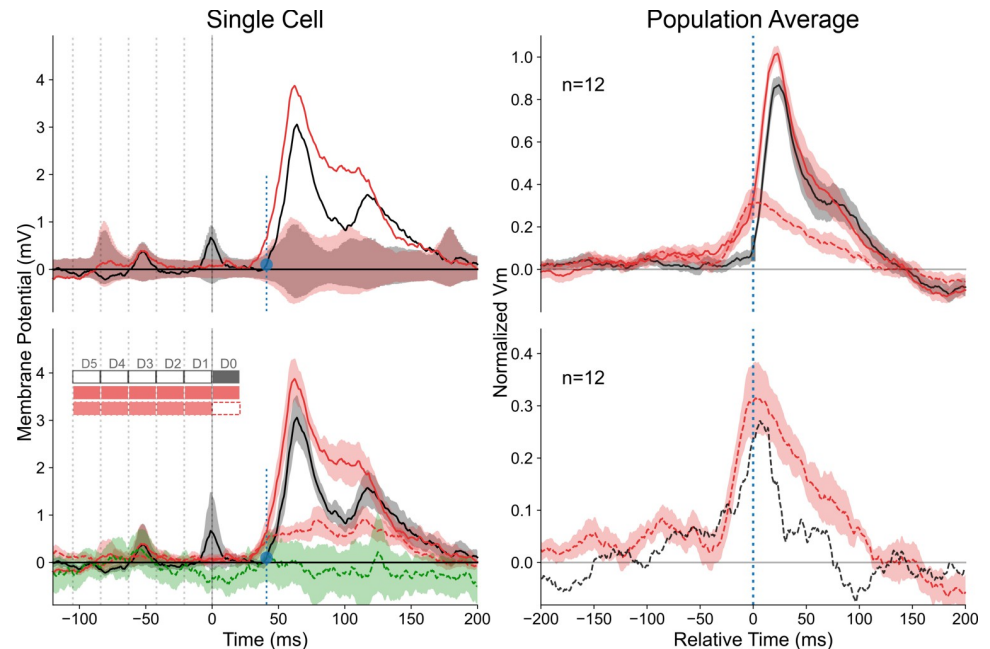 Single Cell
Population Average
Membrane Potential (mV)
4
3
2
1
0
Normalized Vm
1.0
0.8
0.6
0.4
0.2
0.0
n=12
D5 D4 D3 D2 D1 D0
4
3
2
4
0
0.4
0.3
0.2
0.1
0.0
n=12
−100 −50 0 50 100 150 200
Time (ms)
−200 −150 −100 −50 0 50 100 150 200
Relative Time (ms)